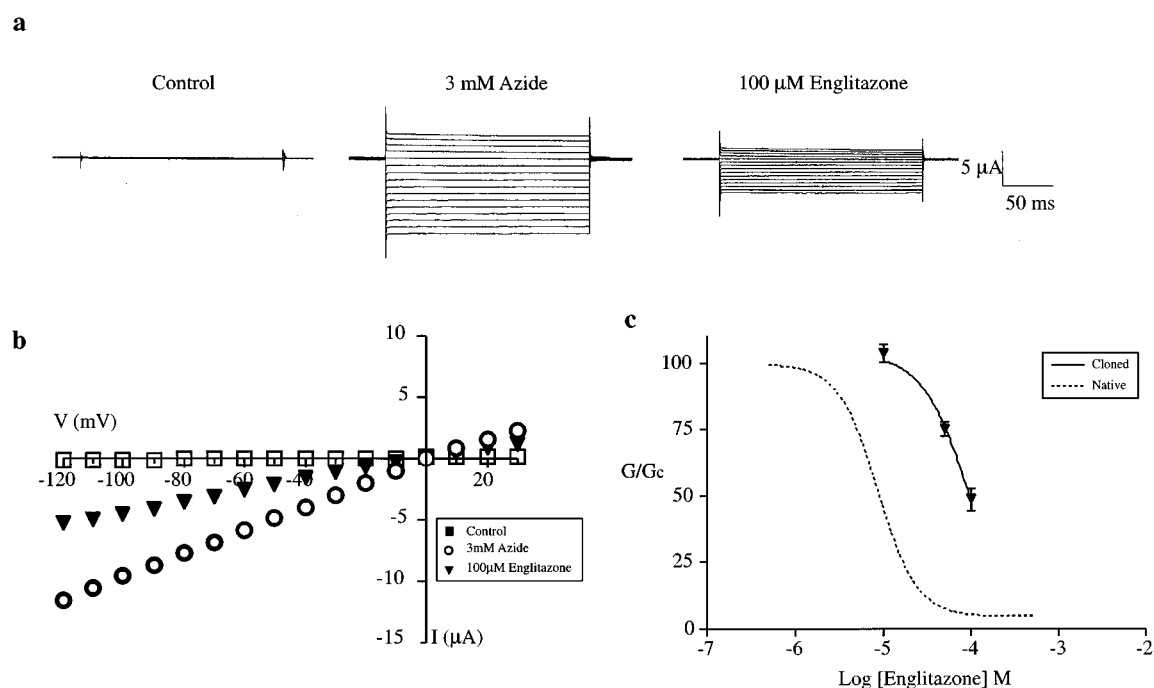 a
Control
3 mM Azide
100 μM Englitazone
5 μA
50 ms
b
V (mV)
10
5
-120 -100 -80 -60 -40 20
-5
-10
-15
I (μA)
Control
3mM Azide
100μM Englitazone
c
G/Gc
100
75
50
25
0
-7 -6 -5 -4 -3 -2
Log [Englitazone] M
Cloned
Native